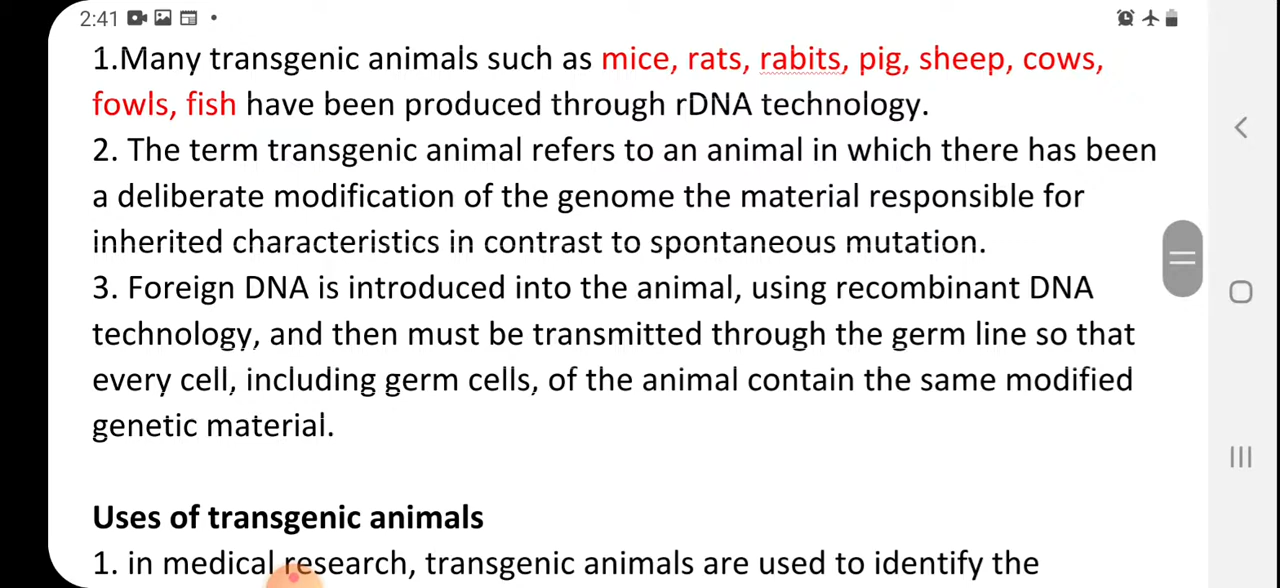 2:41
1.Many transgenic animals such as mice, rats, rabits, pig, sheep, cows,
fowls, fish have been produced through rDNA technology.
2. The term transgenic animal refers to an animal in which there has been
a deliberate modification of the genome the material responsible for
inherited characteristics in contrast to spontaneous mutation.
3. Foreign DNA is introduced into the animal, using recombinant DNA
technology, and then must be transmitted through the germ line so that
every cell, including germ cells, of the animal contain the same modified
genetic material.
Uses of transgenic animals
1. in medical research, transgenic animals are used to identify the